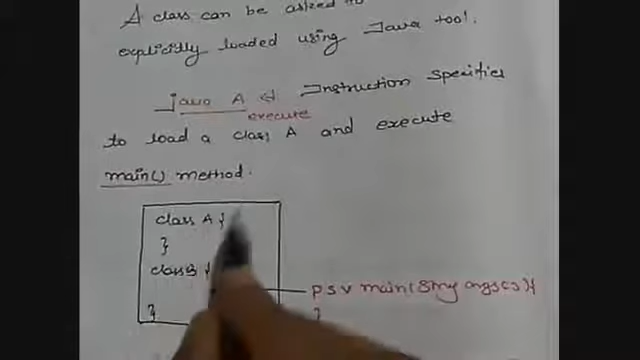 A class can be asked to
explicitly loaded using Java tool.
java A ↵ Instruction specifies
execute
to load a class A and execute
main() method.
class A {
}
class B {
psv main(String args[]){
}
}